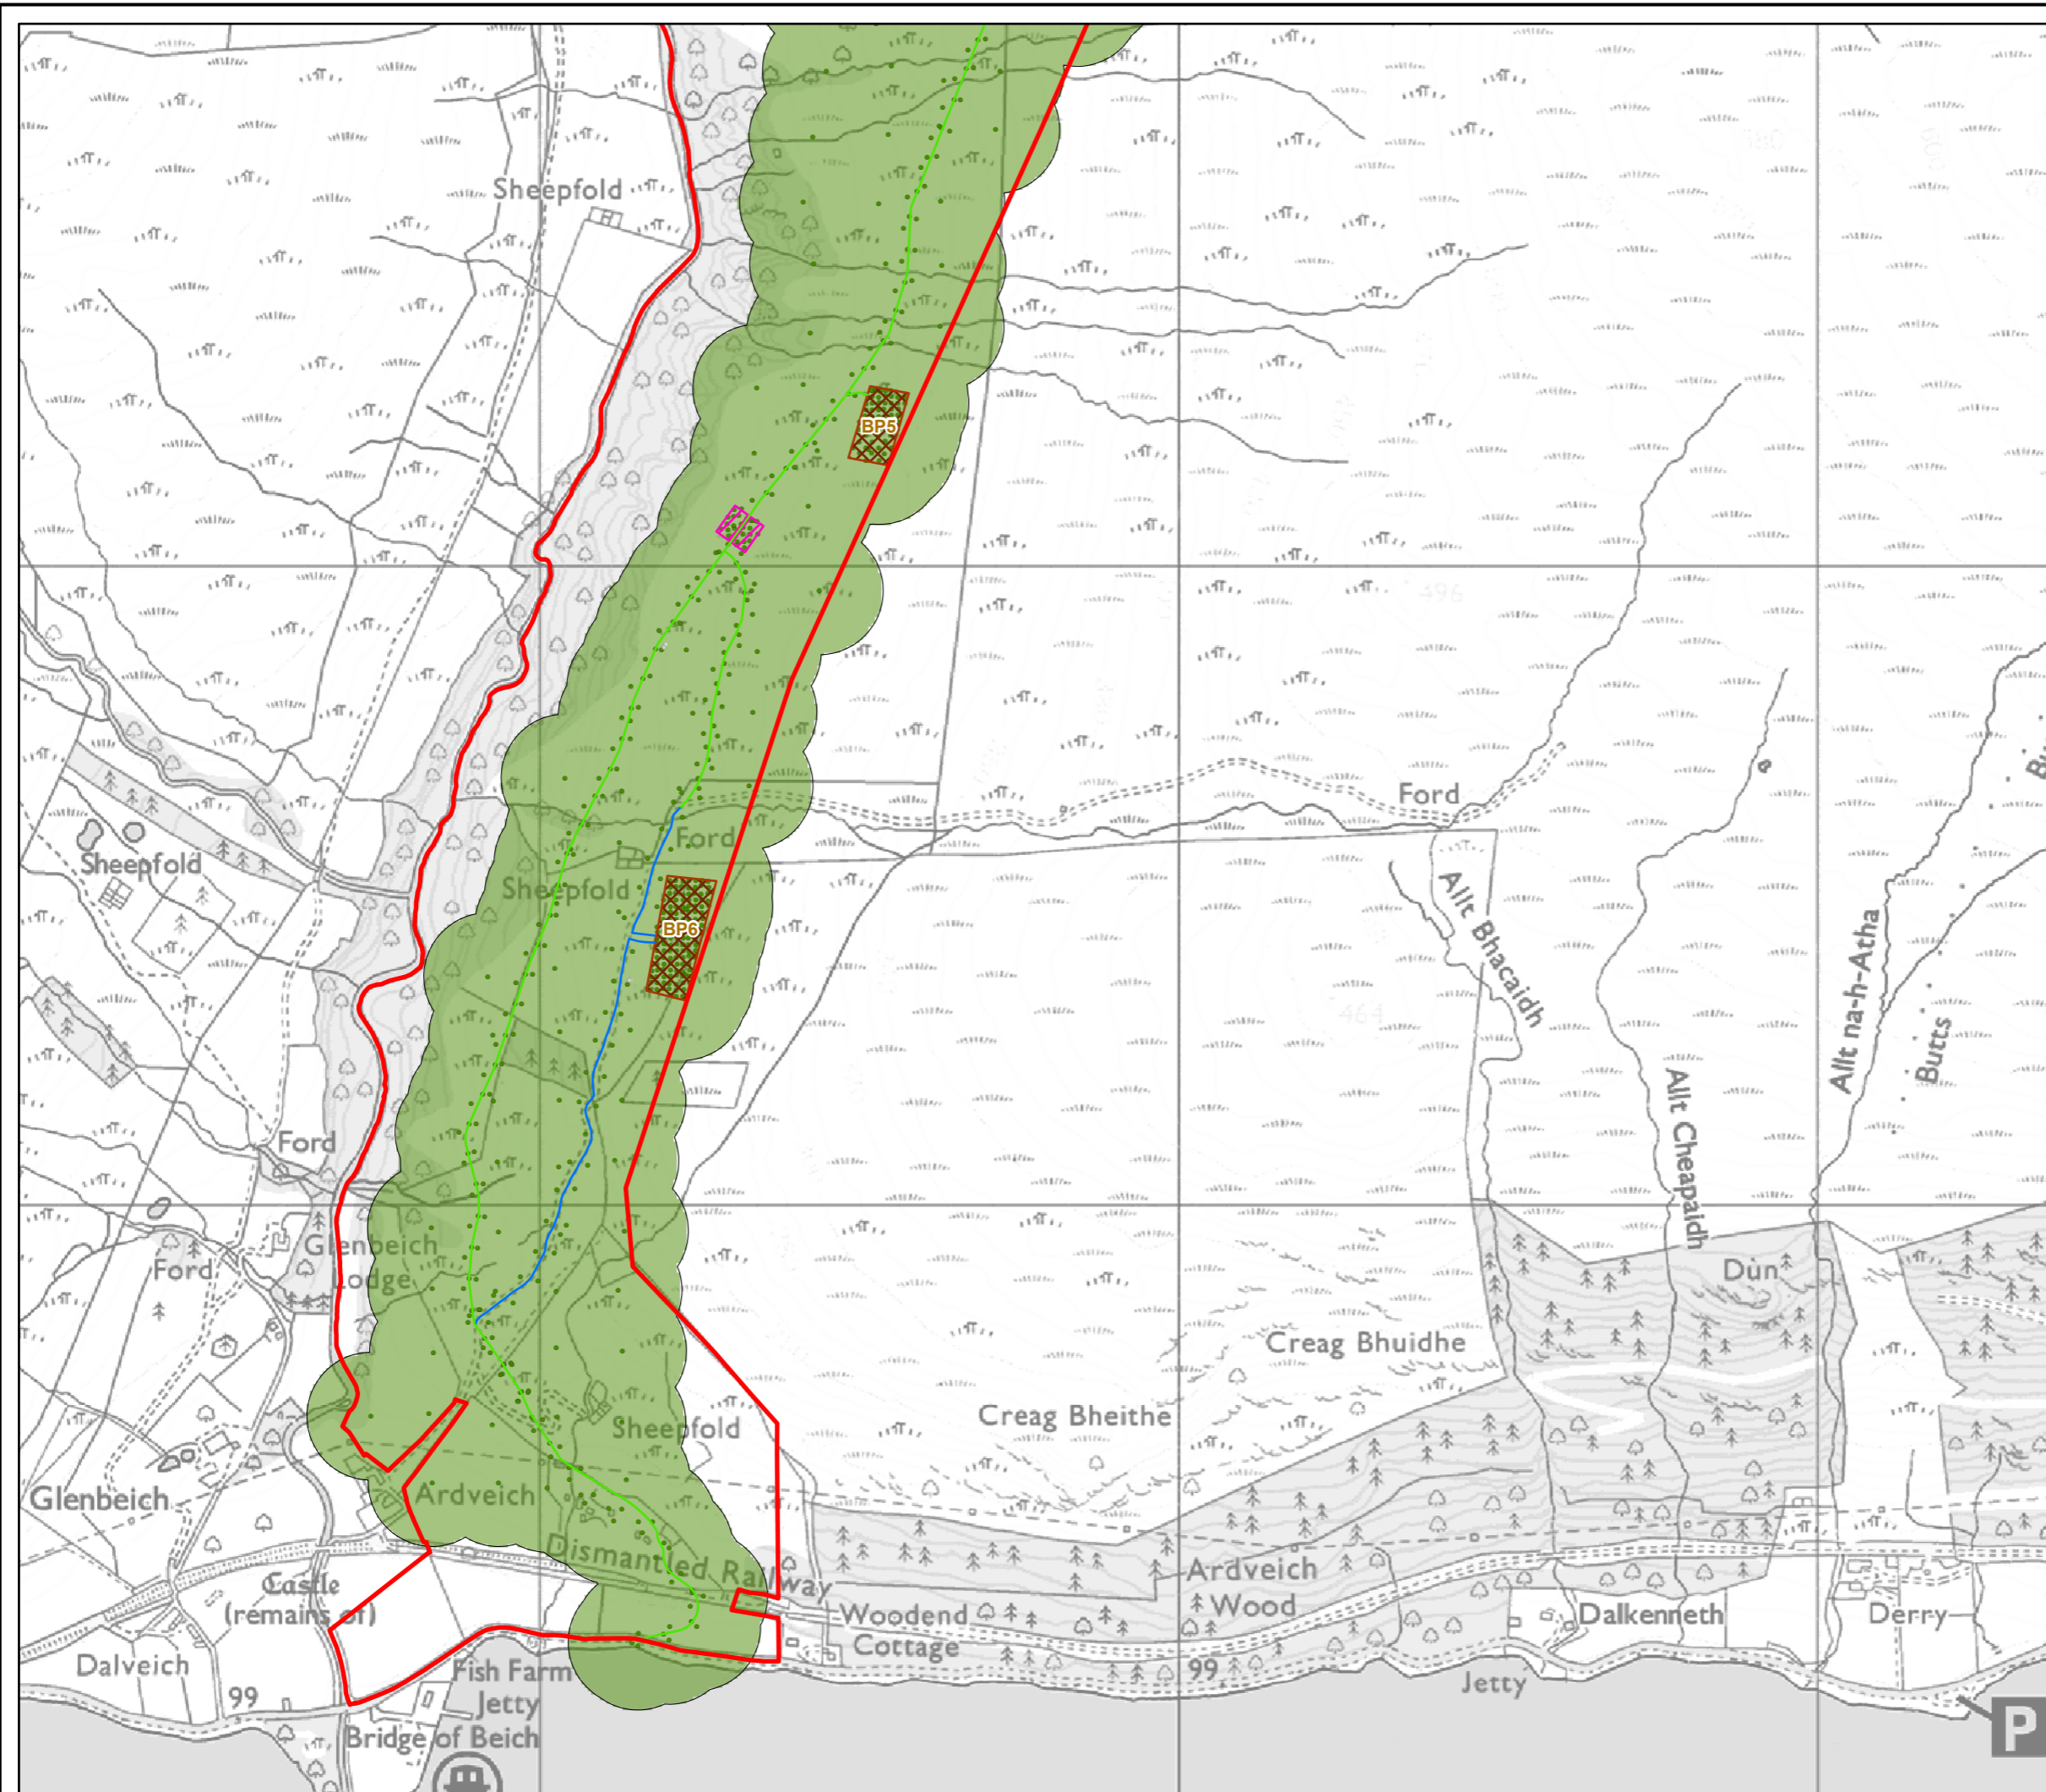 Sheepfold
BP5
496
Ford
Ford
Sheepfold
Sheepfold
BP6
Allt Bhacaidh
464
Allt na-h-Atha
Butts
Allt Cheapaidh
Ford
Glenbeich
Lodge
Ford
Dùn
Creag Bhuidhe
Creag Bheithe
Sheepfold
Glenbeich
Ardveich
Dismantled Railway
Castle
(remains of)
Ardveich
Wood
Woodend
Cottage
Dalkenneth
Derry
Dalveich
99
Fish Farm
Jetty
99
Jetty
Bridge of Beich
P